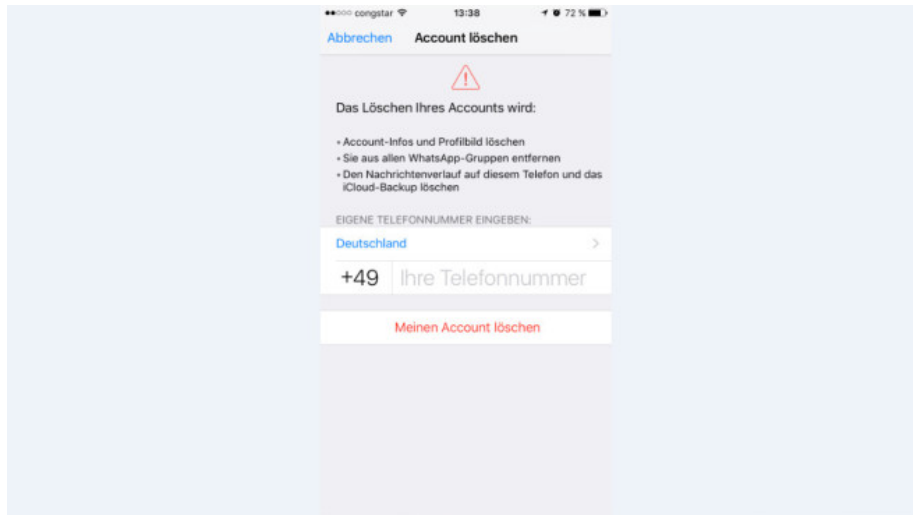 congstar 13:38 72 %
Abbrechen Account löschen
Das Löschen Ihres Accounts wird:
• Account-Infos und Profilbild löschen
• Sie aus allen WhatsApp-Gruppen entfernen
• Den Nachrichtenverlauf auf diesem Telefon und das
iCloud-Backup löschen
EIGENE TELEFONNUMMER EINGEBEN:
Deutschland
+49 Ihre Telefonnummer
Meinen Account löschen